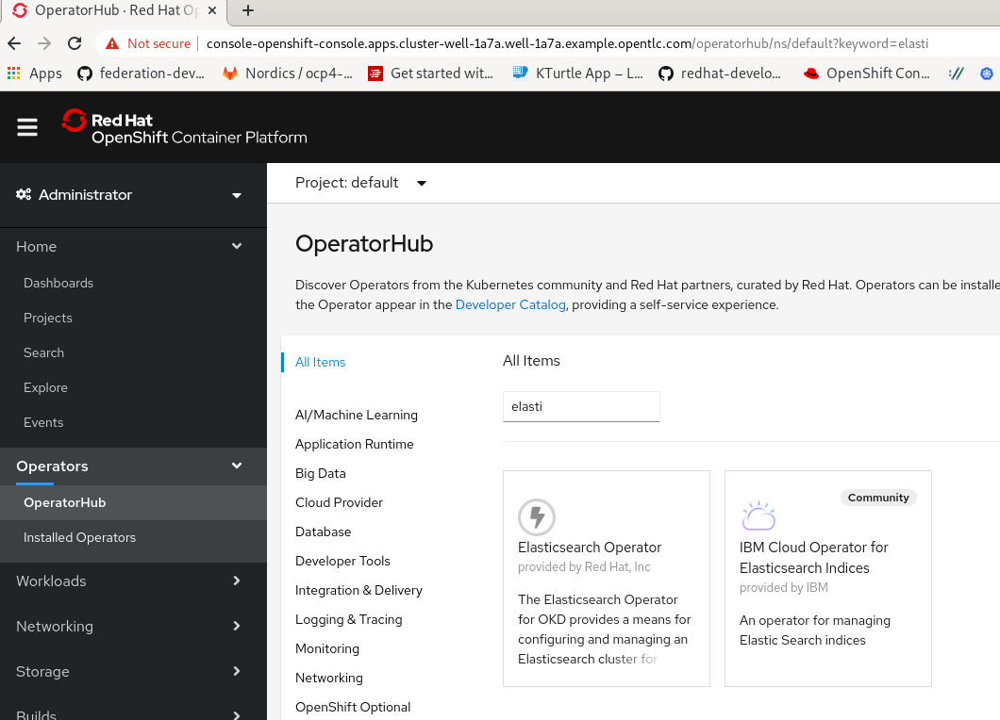 OperatorHub · Red Hat Op
Not secure console-openshift-console.apps.cluster-well-1a7a.well-1a7a.example.opentlc.com/operatorhub/ns/default?keyword=elasti
Apps federation-dev... Nordics / ocp4-... Get started wit... KTurtle App – L... redhat-develo... OpenShift Con...
Red Hat
OpenShift Container Platform
Administrator
Project: default
Home
Dashboards
Projects
Search
Explore
Events
Operators
OperatorHub
Installed Operators
Workloads
Networking
Storage
Builds
OperatorHub
Discover Operators from the Kubernetes community and Red Hat partners, curated by Red Hat. Operators can be installe
the Operator appear in the Developer Catalog, providing a self-service experience.
All Items
AI/Machine Learning
Application Runtime
Big Data
Cloud Provider
Database
Developer Tools
Integration & Delivery
Logging & Tracing
Monitoring
Networking
OpenShift Optional
All Items
elasti
Elasticsearch Operator
provided by Red Hat, Inc
The Elasticsearch Operator
for OKD provides a means for
configuring and managing an
Elasticsearch cluster for
Community
IBM Cloud Operator for
Elasticsearch Indices
provided by IBM
An operator for managing
Elastic Search indices